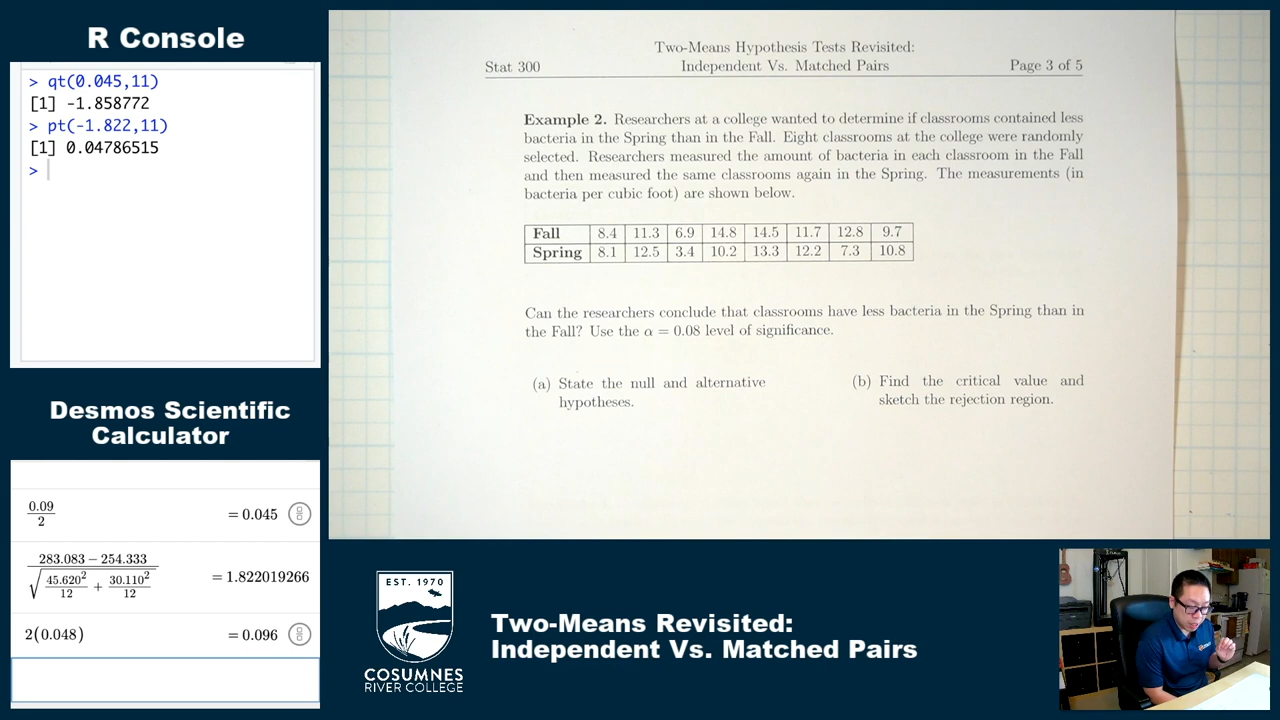 R Console
> qt(0.045,11)
[1] -1.858772
> pt(-1.822,11)
[1] 0.04786515
>
Desmos Scientific
Calculator
0.09/2 = 0.045
(283.083 − 254.333)/√(45.620²/12 + 30.110²/12) = 1.822019266
2(0.048) = 0.096
Two-Means Hypothesis Tests Revisited:
Stat 300 Independent Vs. Matched Pairs Page 3 of 5
Example 2. Researchers at a college wanted to determine if classrooms contained less
bacteria in the Spring than in the Fall. Eight classrooms at the college were randomly
selected. Researchers measured the amount of bacteria in each classroom in the Fall
and then measured the same classrooms again in the Spring. The measurements (in
bacteria per cubic foot) are shown below.
Fall 8.4 11.3 6.9 14.8 14.5 11.7 12.8 9.7
Spring 8.1 12.5 3.4 10.2 13.3 12.2 7.3 10.8
Can the researchers conclude that classrooms have less bacteria in the Spring than in
the Fall? Use the α = 0.08 level of significance.
(a) State the null and alternative
hypotheses.
(b) Find the critical value and
sketch the rejection region.
EST. 1970
COSUMNES
RIVER COLLEGE
Two-Means Revisited:
Independent Vs. Matched Pairs